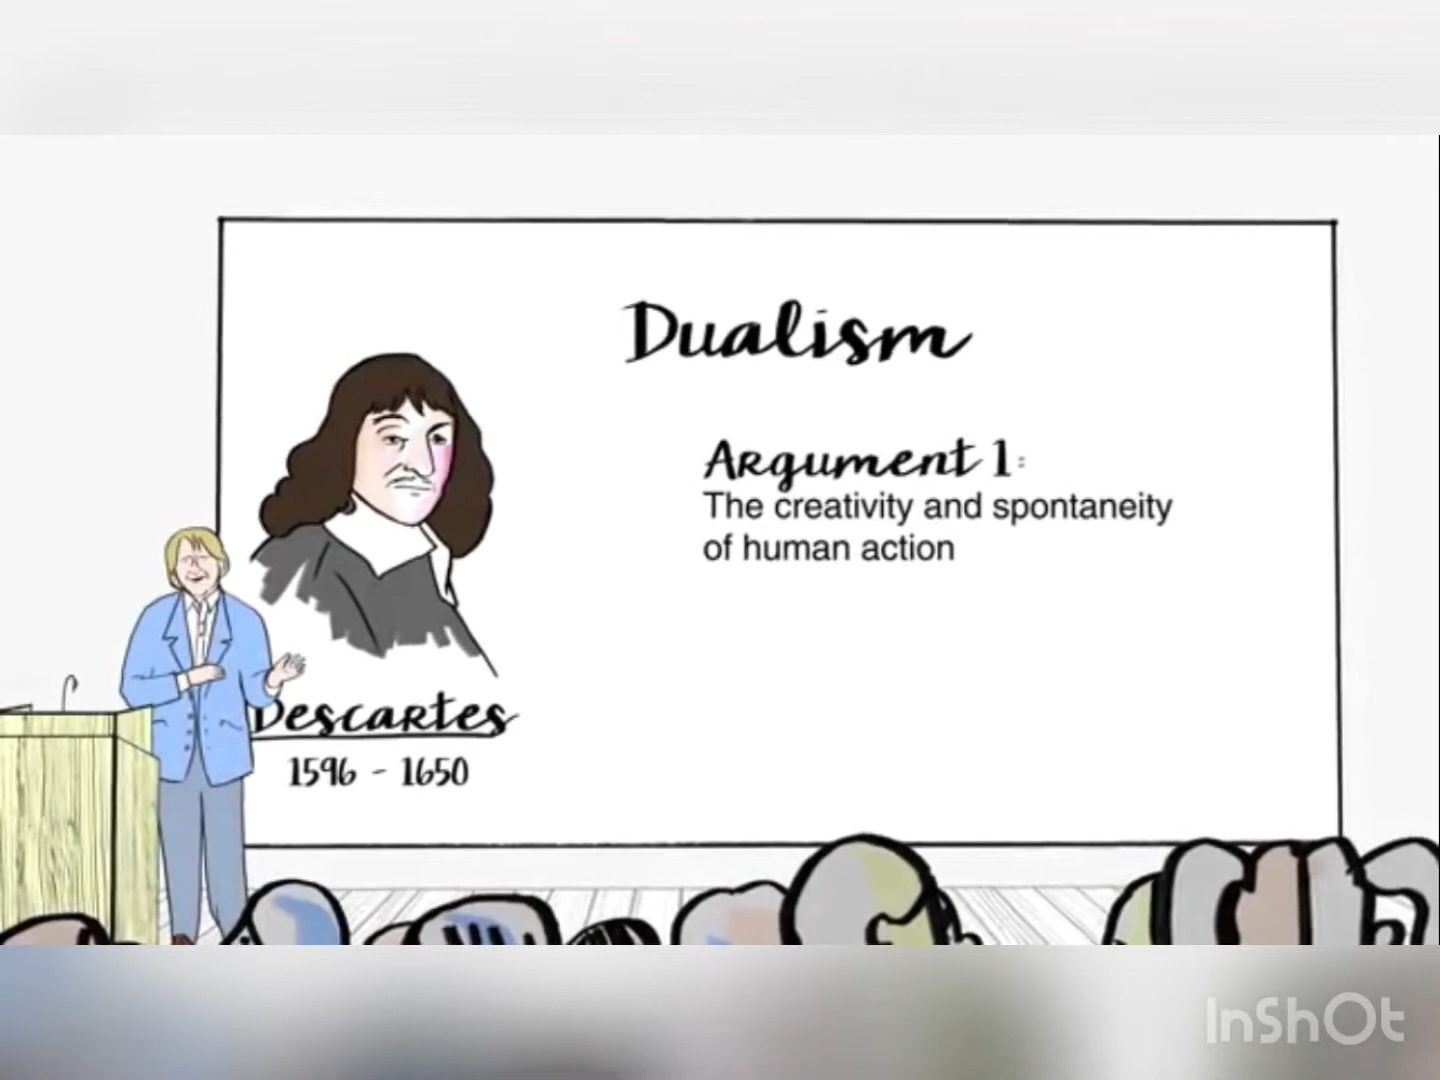 Dualism
Argument 1:
The creativity and spontaneity
of human action
Descartes
1596 - 1650
InShOt